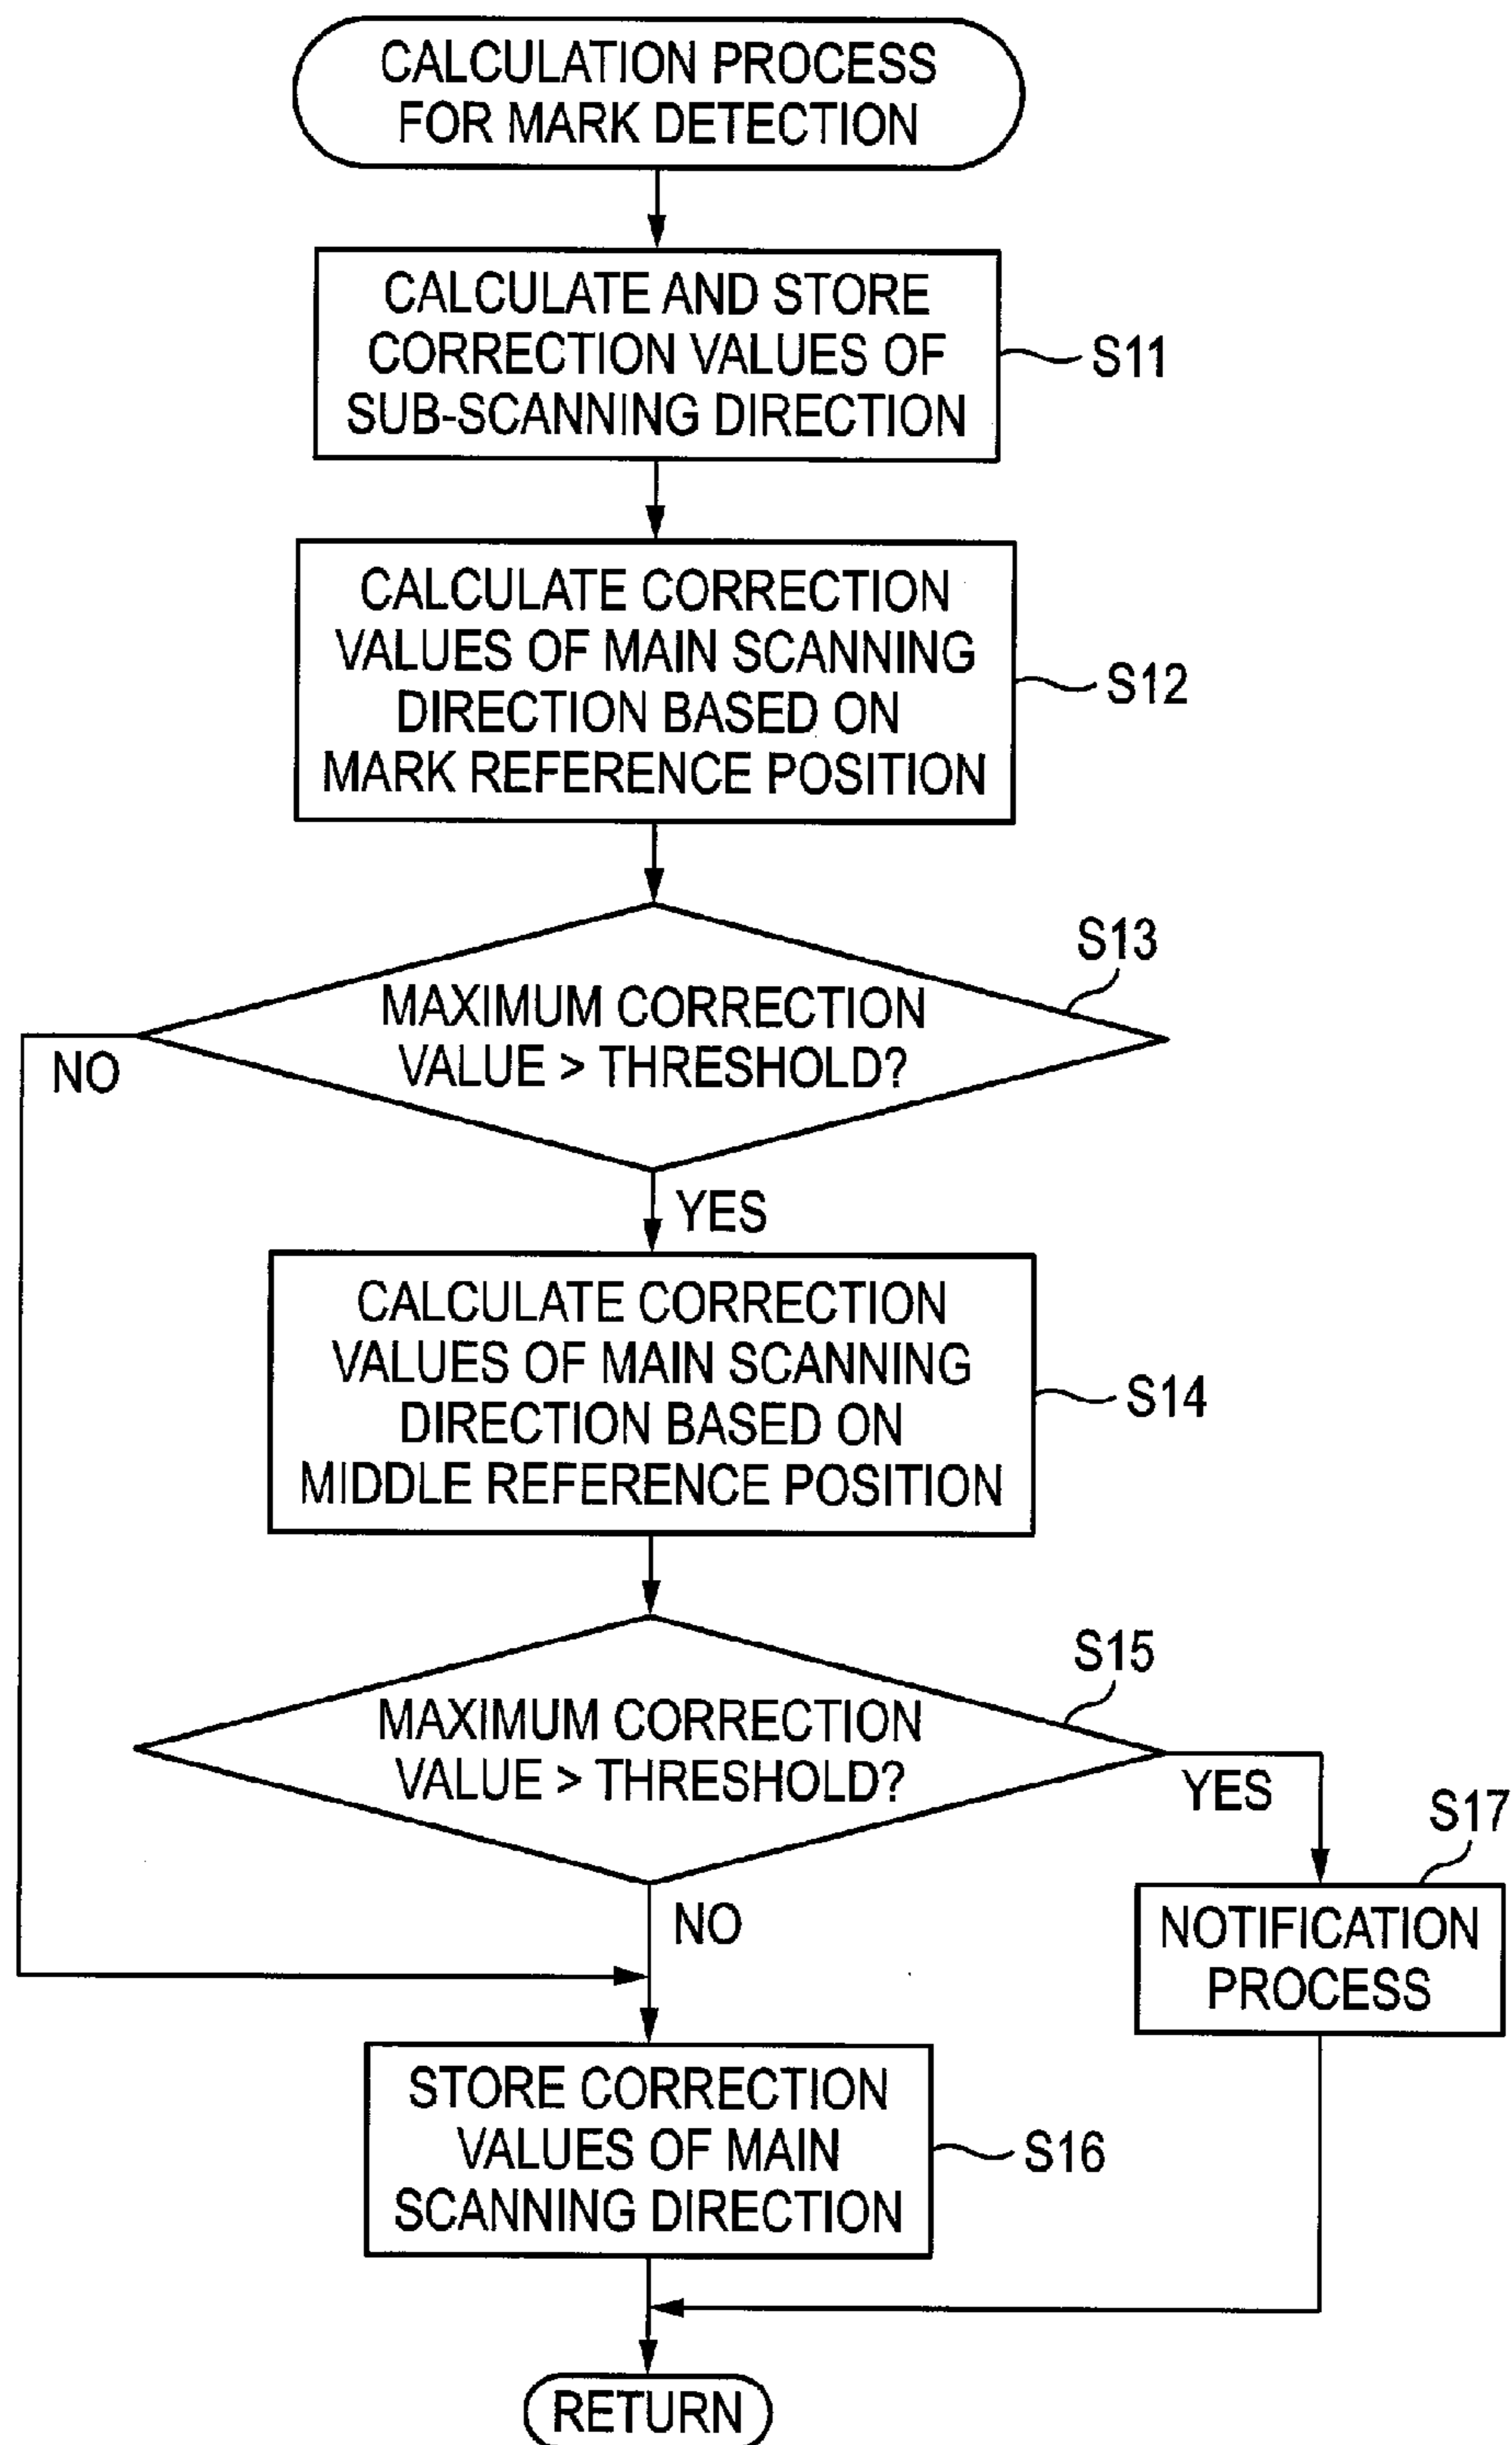 CALCULATION PROCESS
FOR MARK DETECTION
CALCULATE AND STORE
CORRECTION VALUES OF
SUB-SCANNING DIRECTION
S11
CALCULATE CORRECTION
VALUES OF MAIN SCANNING
DIRECTION BASED ON
MARK REFERENCE POSITION
S12
S13
MAXIMUM CORRECTION
VALUE > THRESHOLD?
NO
YES
CALCULATE CORRECTION
VALUES OF MAIN SCANNING
DIRECTION BASED ON
MIDDLE REFERENCE POSITION
S14
S15
MAXIMUM CORRECTION
VALUE > THRESHOLD?
YES
S17
NO
NOTIFICATION
PROCESS
STORE CORRECTION
VALUES OF MAIN
SCANNING DIRECTION
S16
RETURN